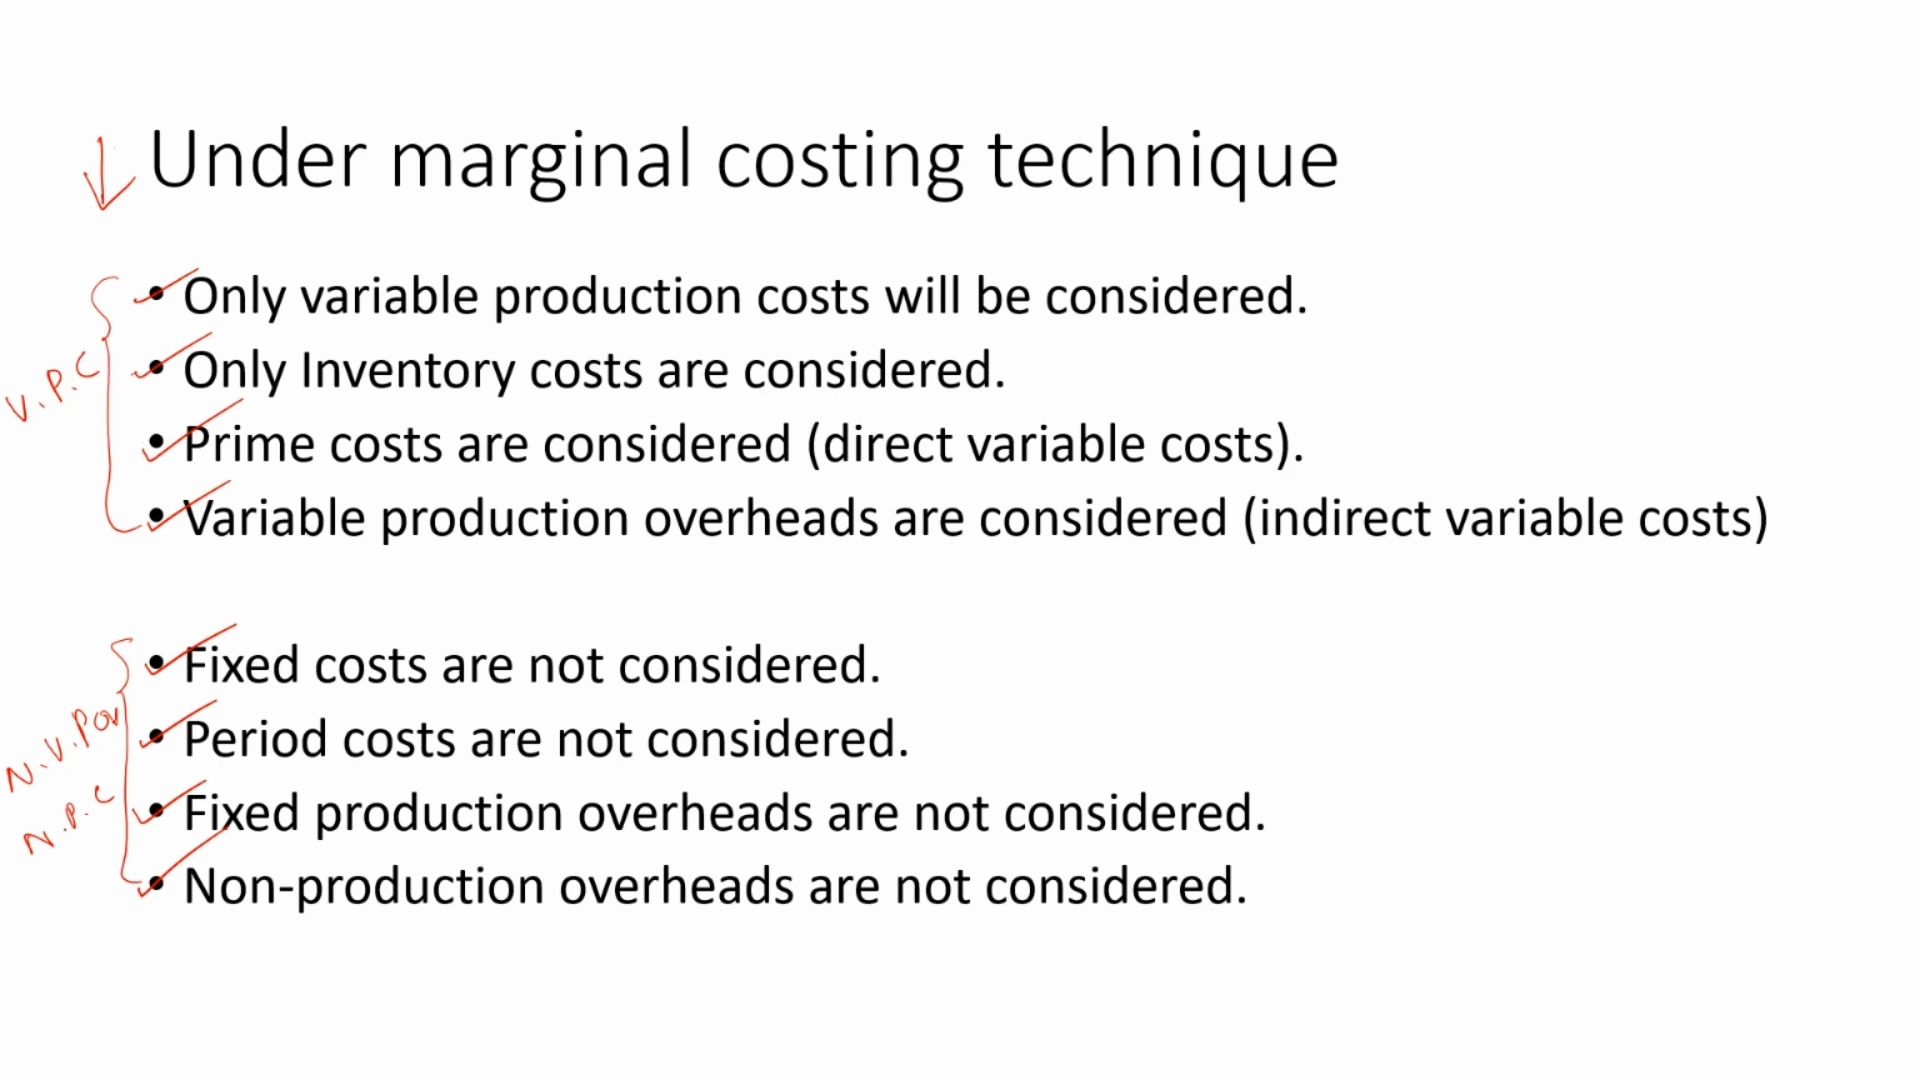 Under marginal costing technique
• Only variable production costs will be considered.
• Only Inventory costs are considered.
• Prime costs are considered (direct variable costs).
• Variable production overheads are considered (indirect variable costs)
V.P.C
• Fixed costs are not considered.
• Period costs are not considered.
• Fixed production overheads are not considered.
• Non-production overheads are not considered.
N.V.POV
N.P.C